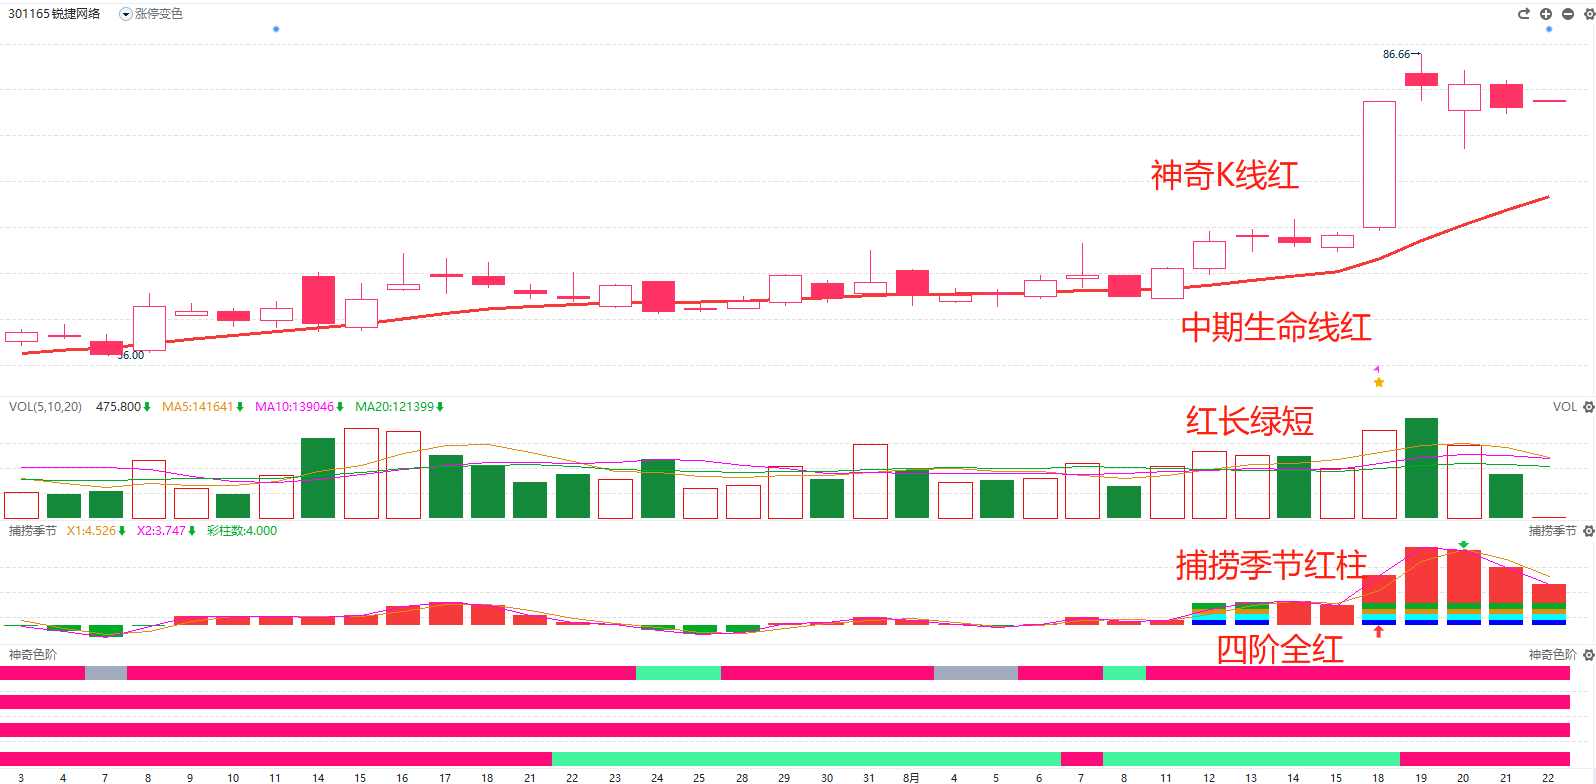 301165 锐捷网络 涨停变色
86.66
神奇K线红
中期生命线红
36.00
VOL(5,10,20) 475.800 MA5:141641 MA10:139046 MA20:121399 VOL
红长绿短
捕捞季节 X1:4.526 X2:3.747 彩柱数:4.000 捕捞季节
捕捞季节红柱
四阶全红
神奇色阶 神奇色阶
3 4 7 8 9 10 11 14 15 16 17 18 21 22 23 24 25 28 29 30 31 8月 4 5 6 7 8 11 12 13 14 15 18 19 20 21 22